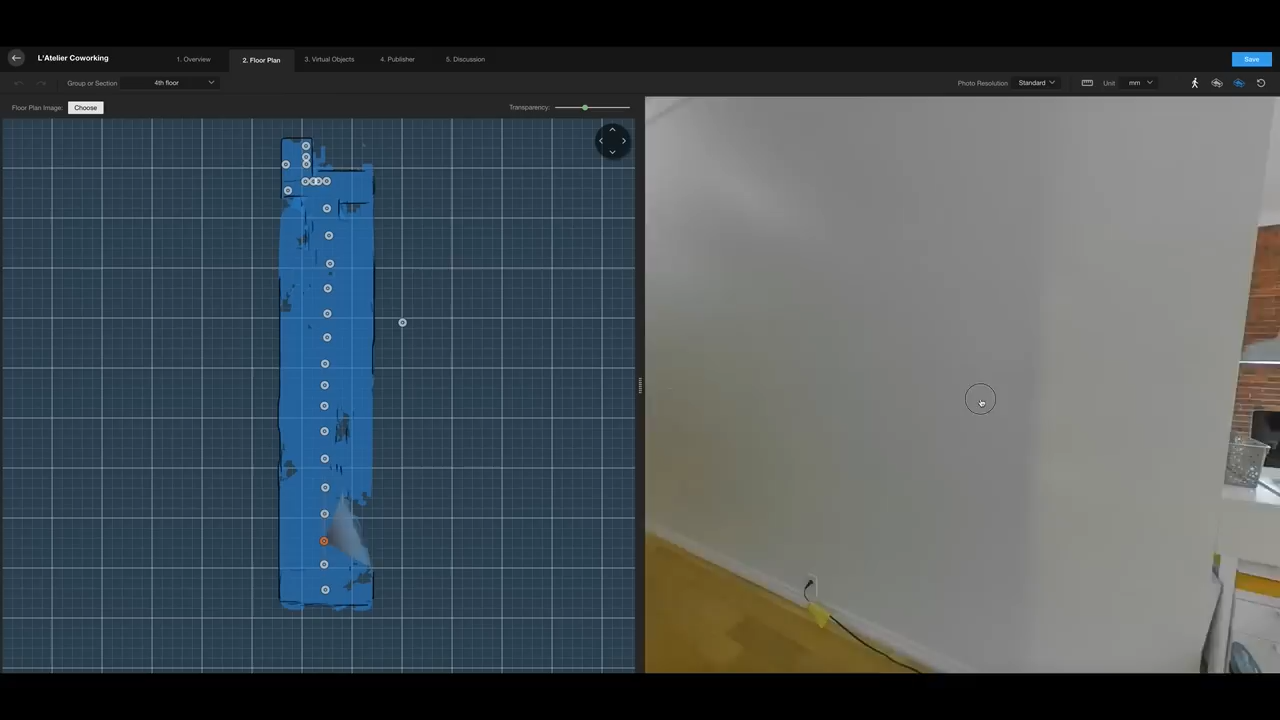 L'Atelier Coworking
1. Overview
2. Floor Plan
3. Virtual Objects
4. Publisher
5. Discussion
Save
Group or Section
4th floor
Photo Resolution
Standard
Unit
mm
Floor Plan Image:
Choose
Transparency: